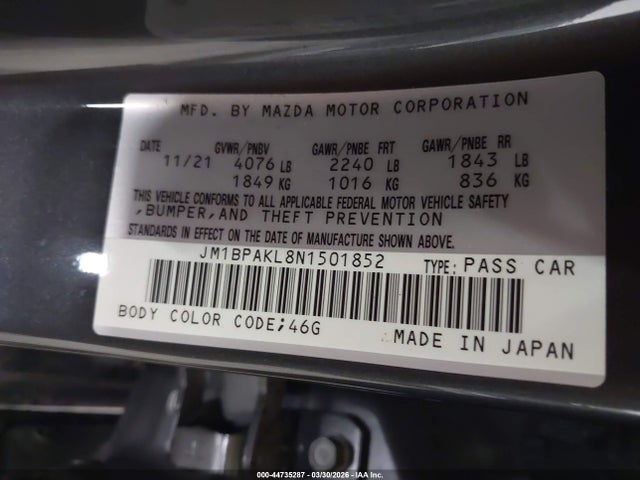 MFD. BY MAZDA MOTOR CORPORATION
DATE GVWR/PNBV GAWR/PNBE FRT GAWR/PNBE RR
11/21 4076 LB 2240 LB 1843 LB
1849 KG 1016 KG 836 KG
THIS VEHICLE CONFORMS TO ALL APPLICABLE FEDERAL MOTOR VEHICLE SAFETY
,BUMPER,AND THEFT PREVENTION
STANDARDS IN EFFECT ON THE DATE OF MANUFACTURE SHOWN ABOVE.
JM1BPAKL8N1501852 TYPE: PASS CAR
BODY COLOR CODE;46G MADE IN JAPAN
000-44735287 - 03/30/2026 - IAA Inc.